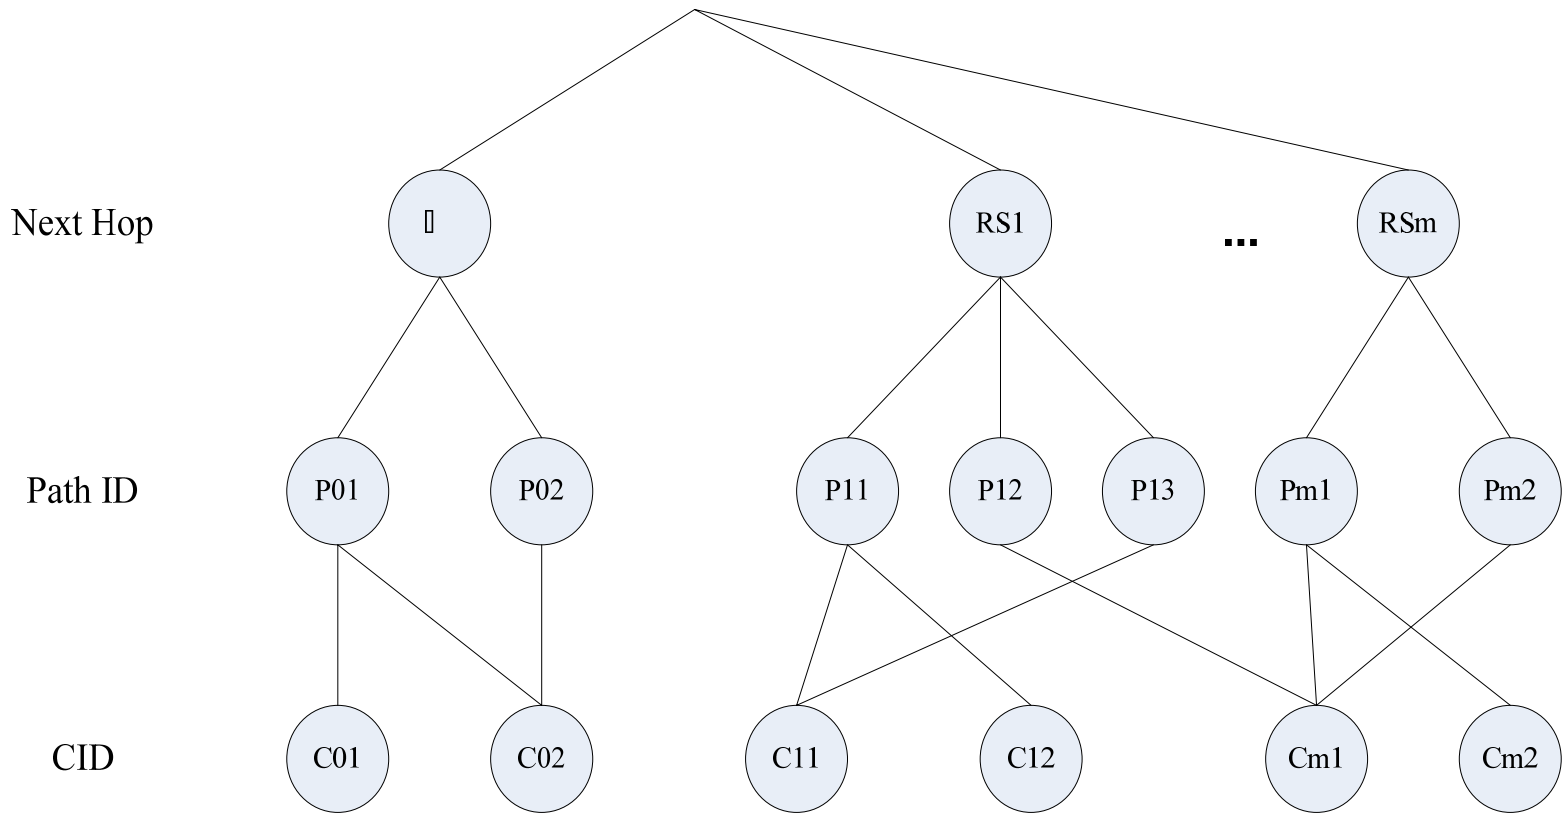 Next Hop
RS1
...
RSm
Path ID
P01
P02
P11
P12
P13
Pm1
Pm2
CID
C01
C02
C11
C12
Cm1
Cm2